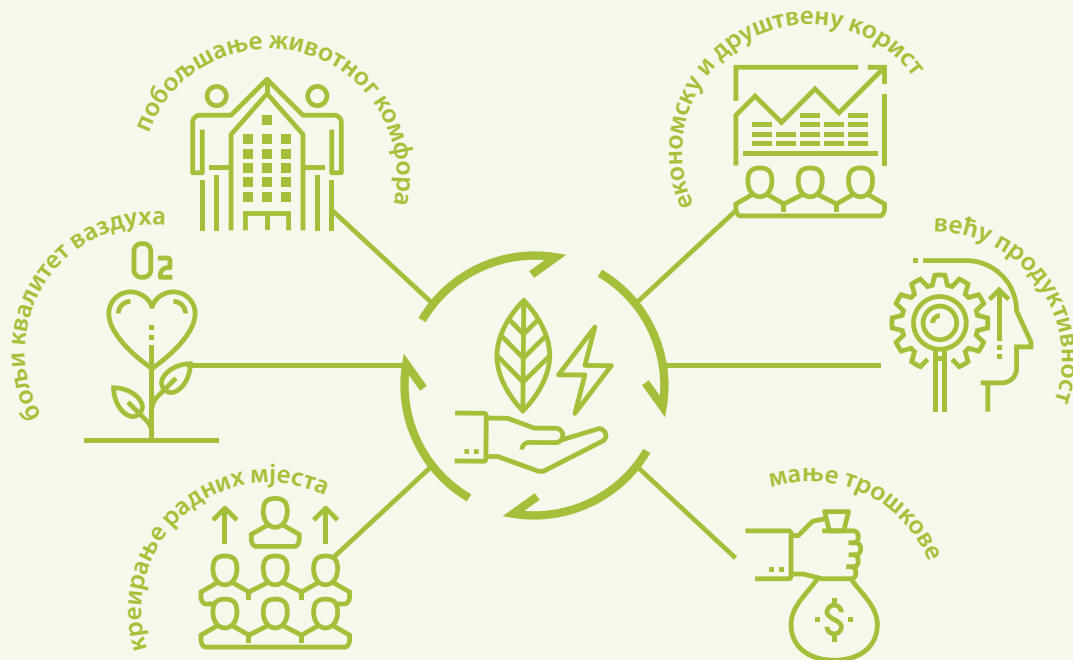 побољшање животног комфора
економску и друштвену корист
бољи квалитет ваздуха
O2
већу продуктивност
креирање радних мјеста
мање трошкове
$